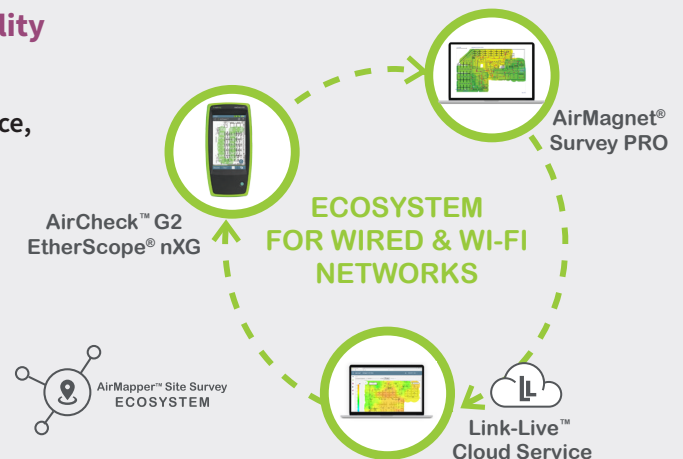 lity
ce,
AirMagnet®
Survey PRO
AirCheck™ G2
EtherScope® nXG
ECOSYSTEM
FOR WIRED & WI-FI
NETWORKS
AirMapper™ Site Survey
ECOSYSTEM
LL
Link-Live™
Cloud Service